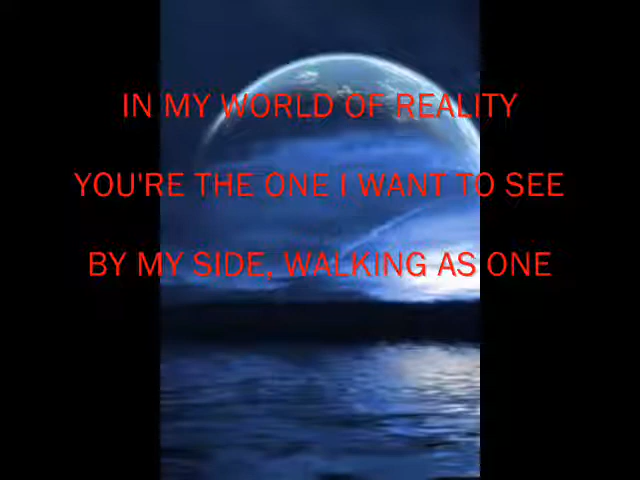 IN MY WORLD OF REALITY
YOU'RE THE ONE I WANT TO SEE
BY MY SIDE, WALKING AS ONE